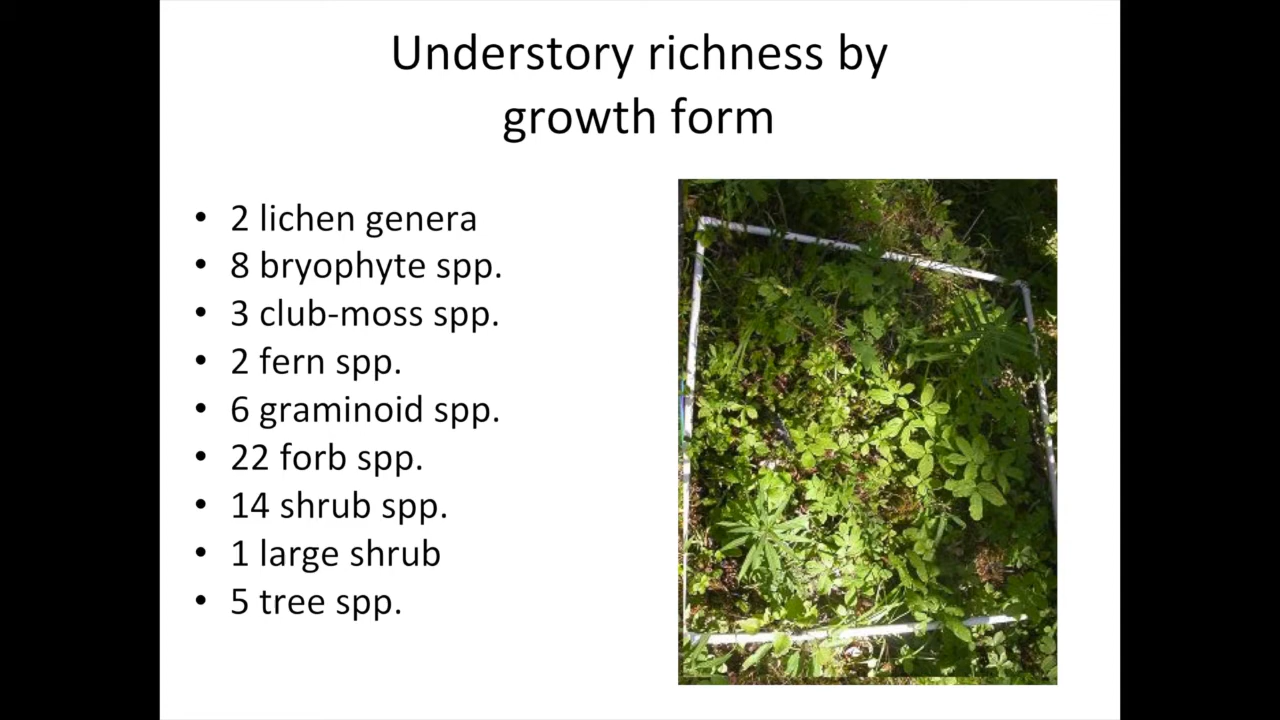 Understory richness by
growth form
• 2 lichen genera
• 8 bryophyte spp.
• 3 club-moss spp.
• 2 fern spp.
• 6 graminoid spp.
• 22 forb spp.
• 14 shrub spp.
• 1 large shrub
• 5 tree spp.